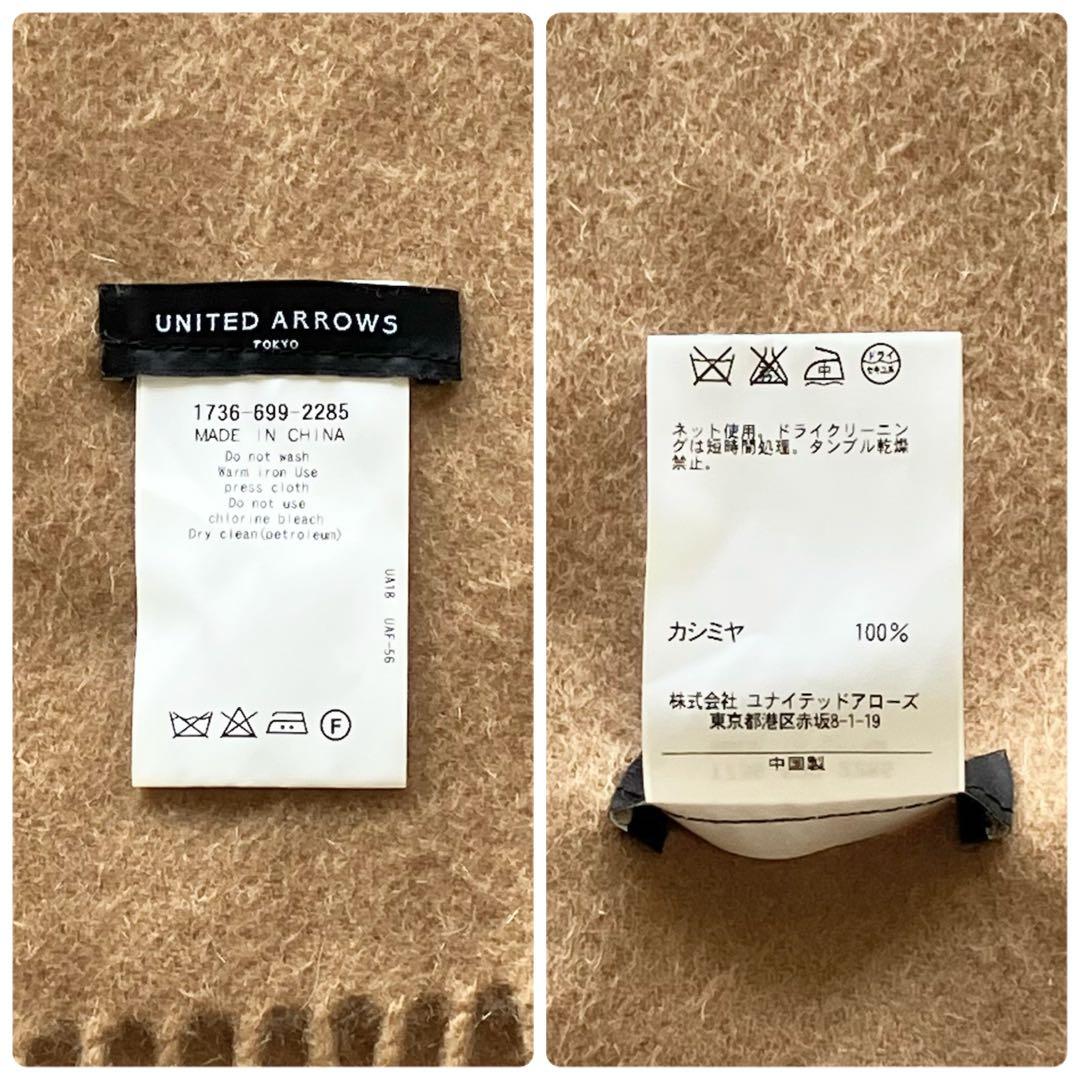 UNITED ARROWS
TOKYO
1736-699-2285
MADE IN CHINA
Do not wash
Warm iron Use
press cloth
Do not use
chlorine bleach
Dry clean(petroleum)
UA18 UAF-56
F
中
ドライ
セキユ系
ネット使用。ドライクリーニン
グは短時間処理。タンブル乾燥
禁止。
カシミヤ 100%
株式会社 ユナイテッドアローズ
東京都港区赤坂8-1-19
中国製